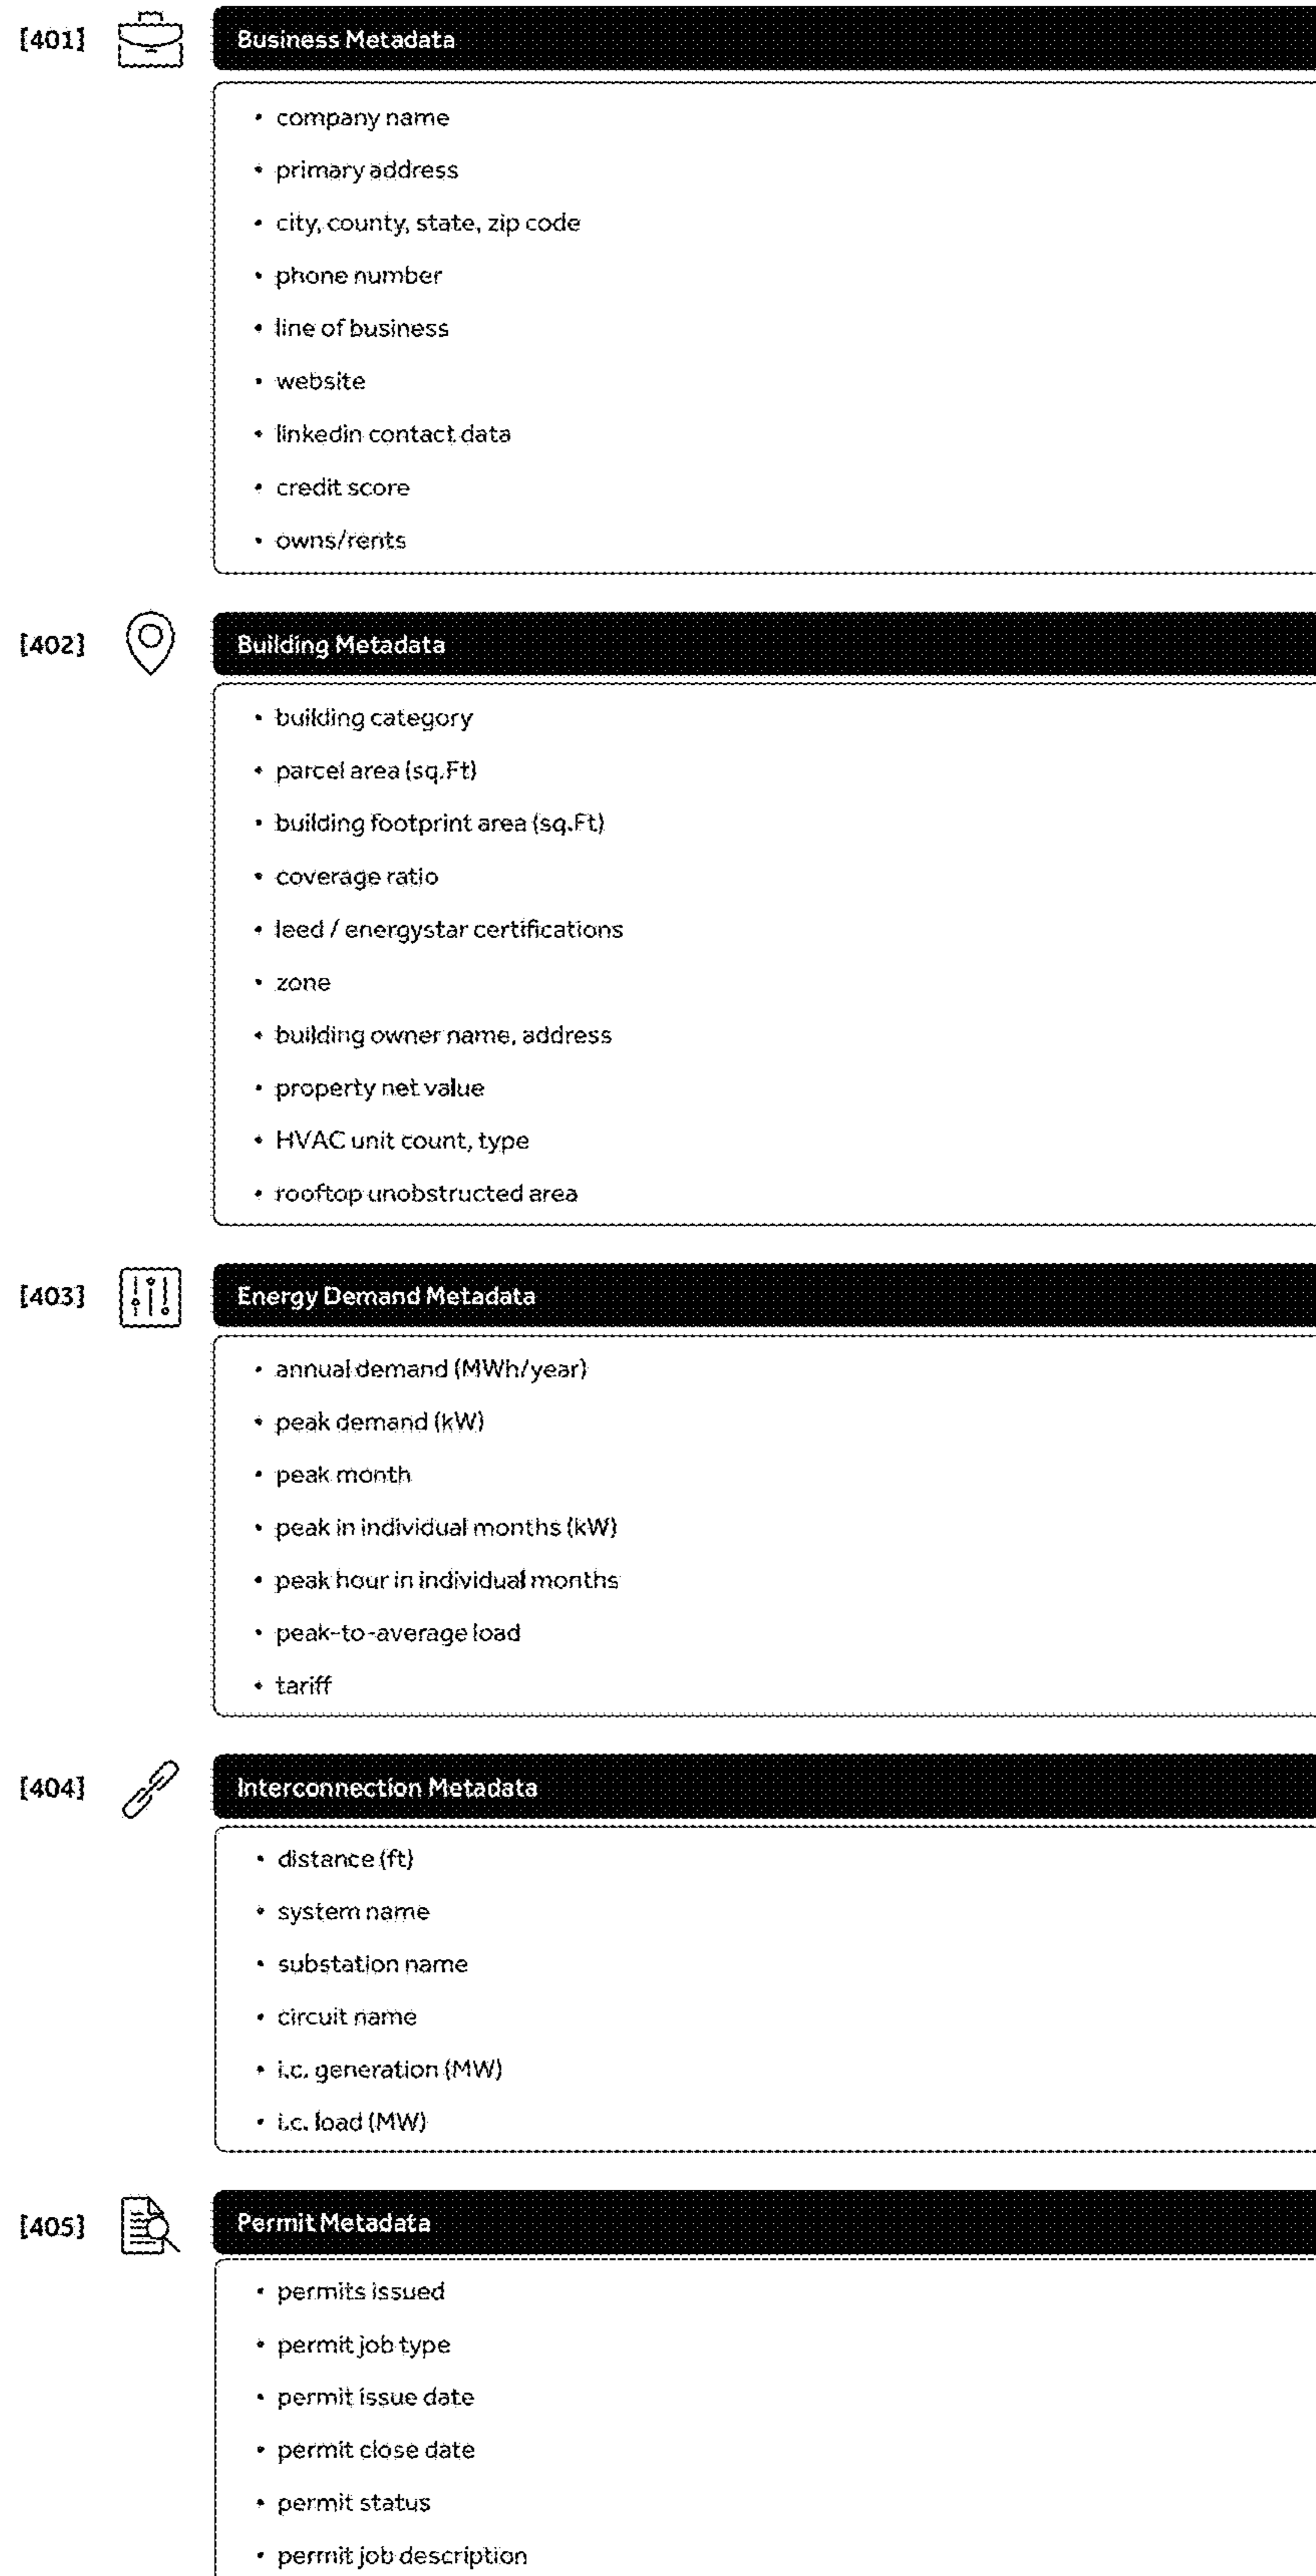 [401] Business Metadata
• company name
• primary address
• city, county, state, zip code
• phone number
• line of business
• website
• linkedin contact data
• credit score
• owns/rents
[402] Building Metadata
• building category
• parcel area (sq.Ft)
• building footprint area (sq.Ft)
• coverage ratio
• leed / energystar certifications
• zone
• building owner name, address
• property net value
• HVAC unit count, type
• rooftop unobstructed area
[403] Energy Demand Metadata
• annual demand (MWh/year)
• peak demand (kW)
• peak month
• peak in individual months (kW)
• peak hour in individual months
• peak-to-average load
• tariff
[404] Interconnection Metadata
• distance (ft)
• system name
• substation name
• circuit name
• i.c. generation (MW)
• i.c. load (MW)
[405] Permit Metadata
• permits issued
• permit job type
• permit issue date
• permit close date
• permit status
• permit job description